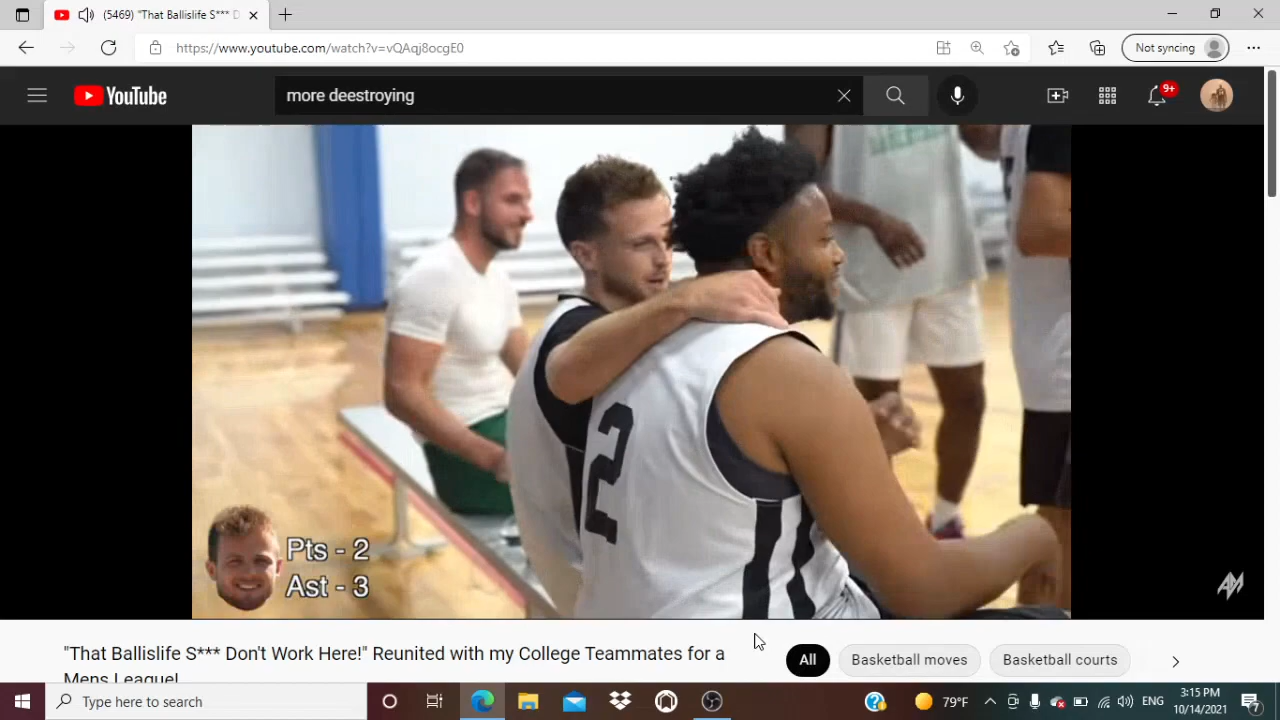 (5469) "That Ballislife S*** D
https://www.youtube.com/watch?v=vQAqj8ocgE0
Not syncing
YouTube
more deestroying
9+
2
Pts - 2
Ast - 3
AM
"That Ballislife S*** Don't Work Here!" Reunited with my College Teammates for a
Mens League!
All
Basketball moves
Basketball courts
Type here to search
79°F
ENG
3:15 PM
10/14/2021
7